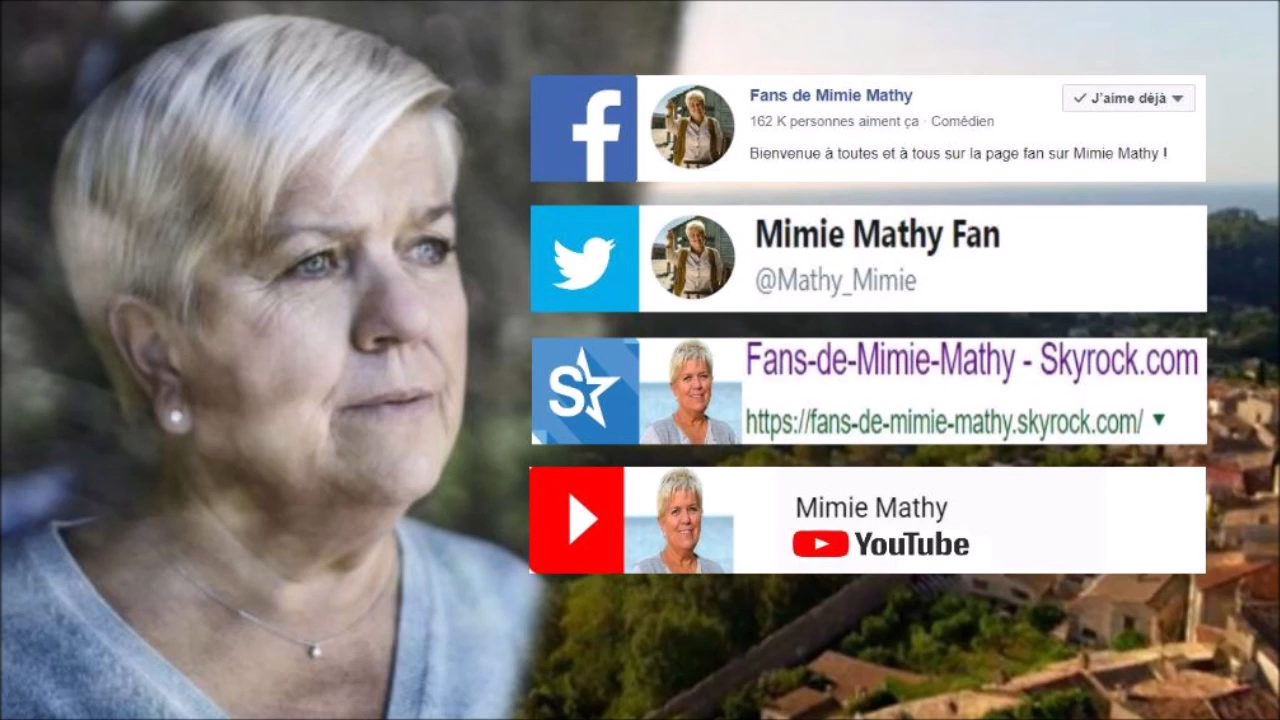 f
Fans de Mimie Mathy
J'aime déjà
162 K personnes aiment ça · Comédien
Bienvenue à toutes et à tous sur la page fan sur Mimie Mathy !
Mimie Mathy Fan
@Mathy_Mimie
S
Fans-de-Mimie-Mathy - Skyrock.com
https://fans-de-mimie-mathy.skyrock.com/
Mimie Mathy
YouTube